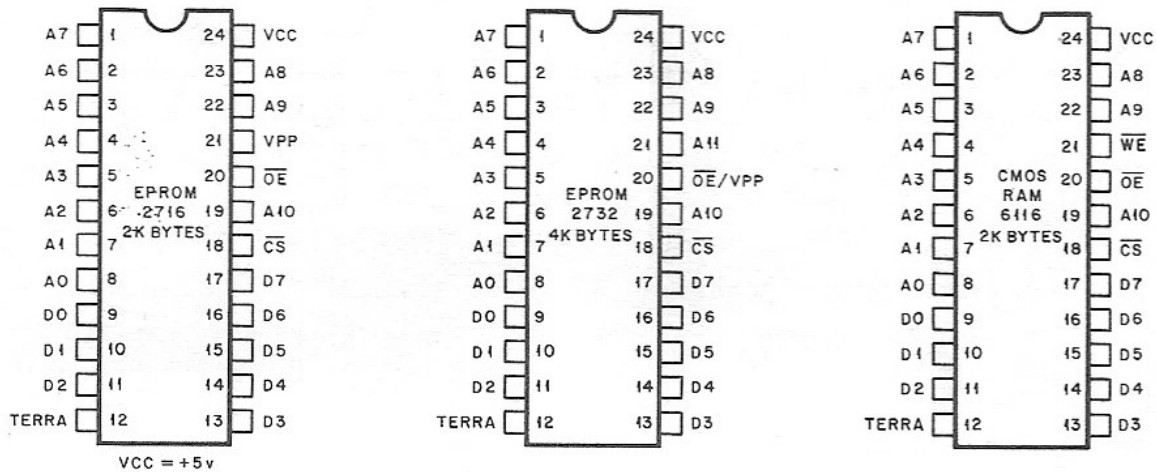 A7 1 24 VCC
A6 2 23 A8
A5 3 22 A9
A4 4 21 VPP
A3 5 20 O̅E̅
A2 6 19 A10
A1 7 18 C̅S̅
A0 8 17 D7
D0 9 16 D6
D1 10 15 D5
D2 11 14 D4
TERRA 12 13 D3
EPROM
2716
2K BYTES
VCC = +5v
A7 1 24 VCC
A6 2 23 A8
A5 3 22 A9
A4 4 21 A11
A3 5 20 O̅E̅/VPP
A2 6 19 A10
A1 7 18 C̅S̅
A0 8 17 D7
D0 9 16 D6
D1 10 15 D5
D2 11 14 D4
TERRA 12 13 D3
EPROM
2732
4K BYTES
A7 1 24 VCC
A6 2 23 A8
A5 3 22 A9
A4 4 21 W̅E̅
A3 5 20 O̅E̅
A2 6 19 A10
A1 7 18 C̅S̅
A0 8 17 D7
D0 9 16 D6
D1 10 15 D5
D2 11 14 D4
TERRA 12 13 D3
CMOS
RAM
6116
2K BYTES